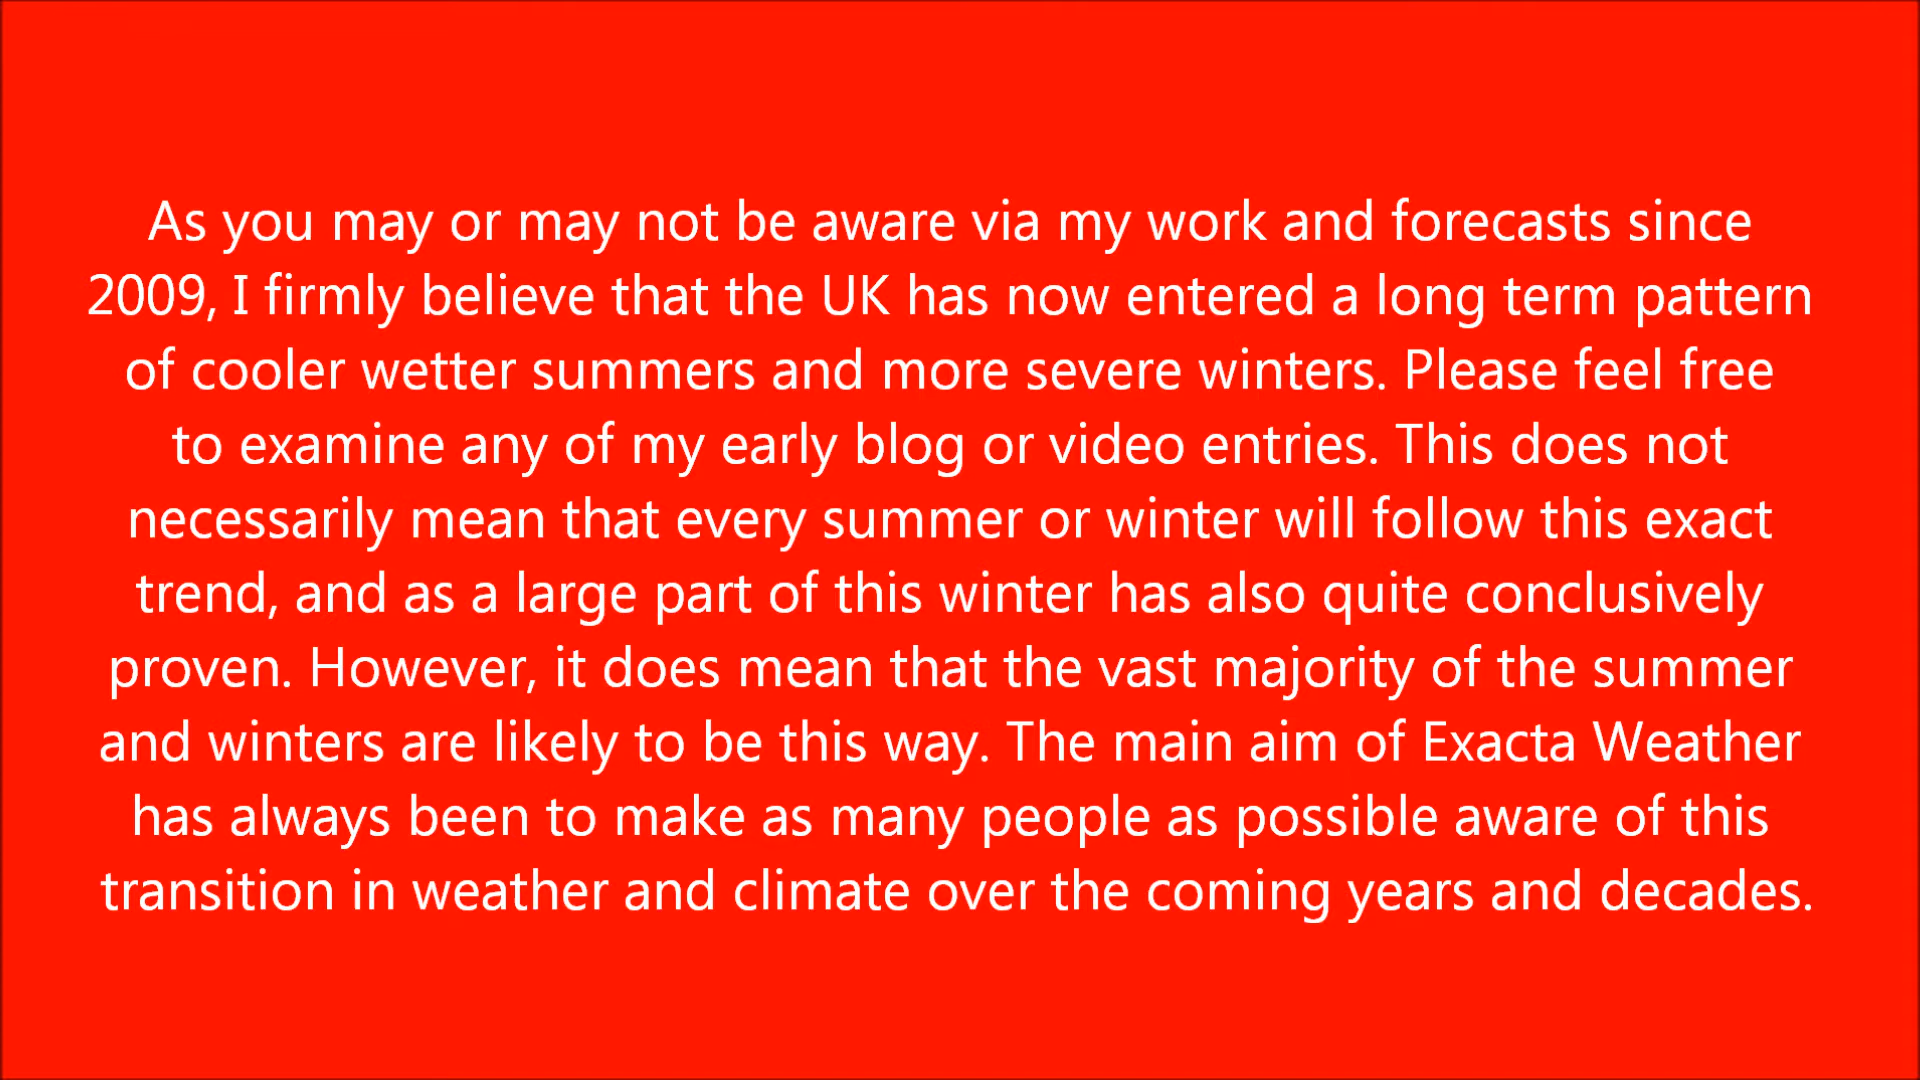 As you may or may not be aware via my work and forecasts since
2009, I firmly believe that the UK has now entered a long term pattern
of cooler wetter summers and more severe winters. Please feel free
to examine any of my early blog or video entries. This does not
necessarily mean that every summer or winter will follow this exact
trend, and as a large part of this winter has also quite conclusively
proven. However, it does mean that the vast majority of the summer
and winters are likely to be this way. The main aim of Exacta Weather
has always been to make as many people as possible aware of this
transition in weather and climate over the coming years and decades.